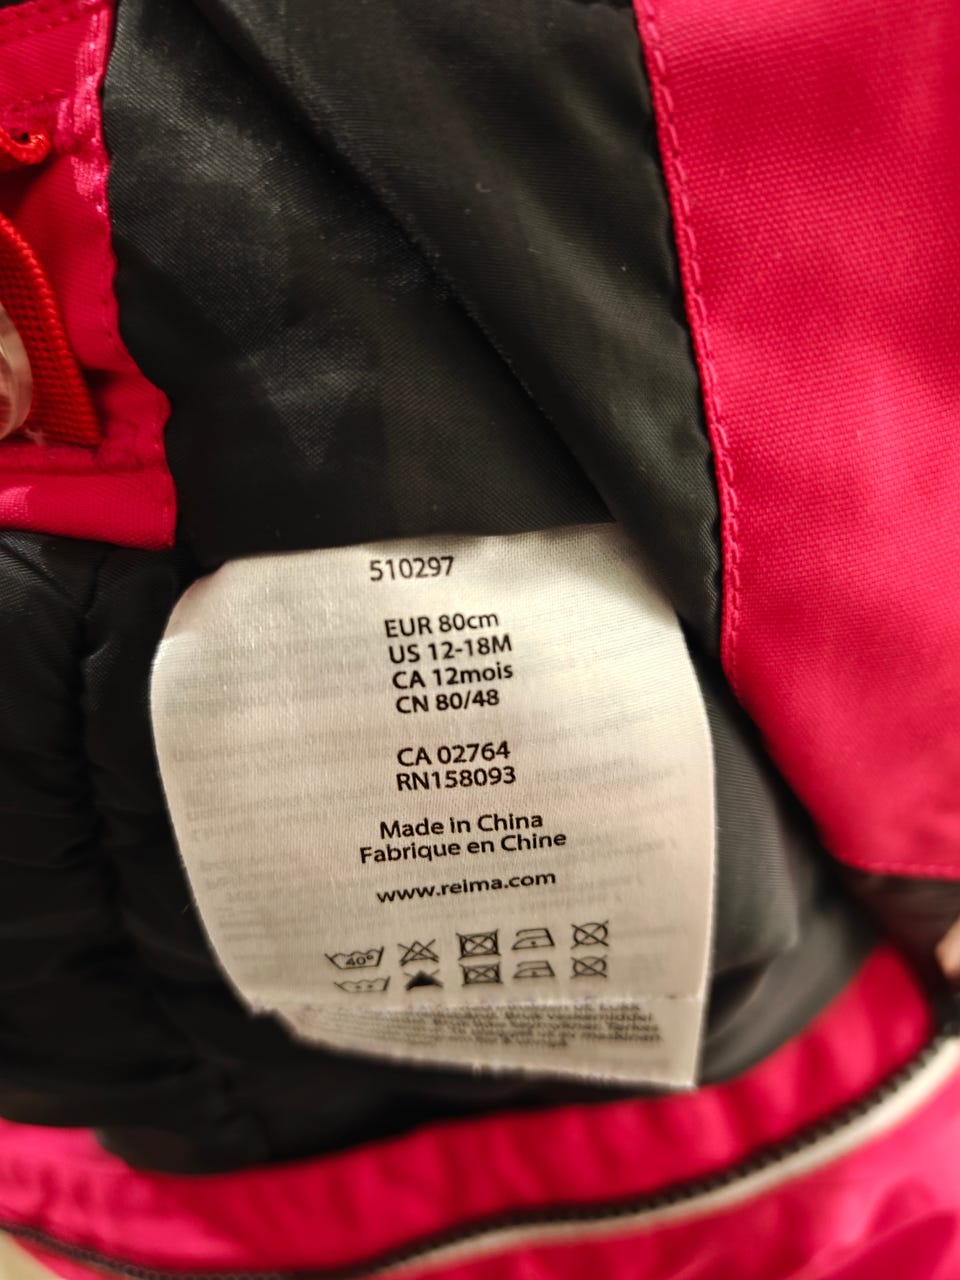 510297
EUR 80cm
US 12-18M
CA 12mois
CN 80/48
CA 02764
RN158093
Made in China
Fabrique en Chine
www.reima.com
40°